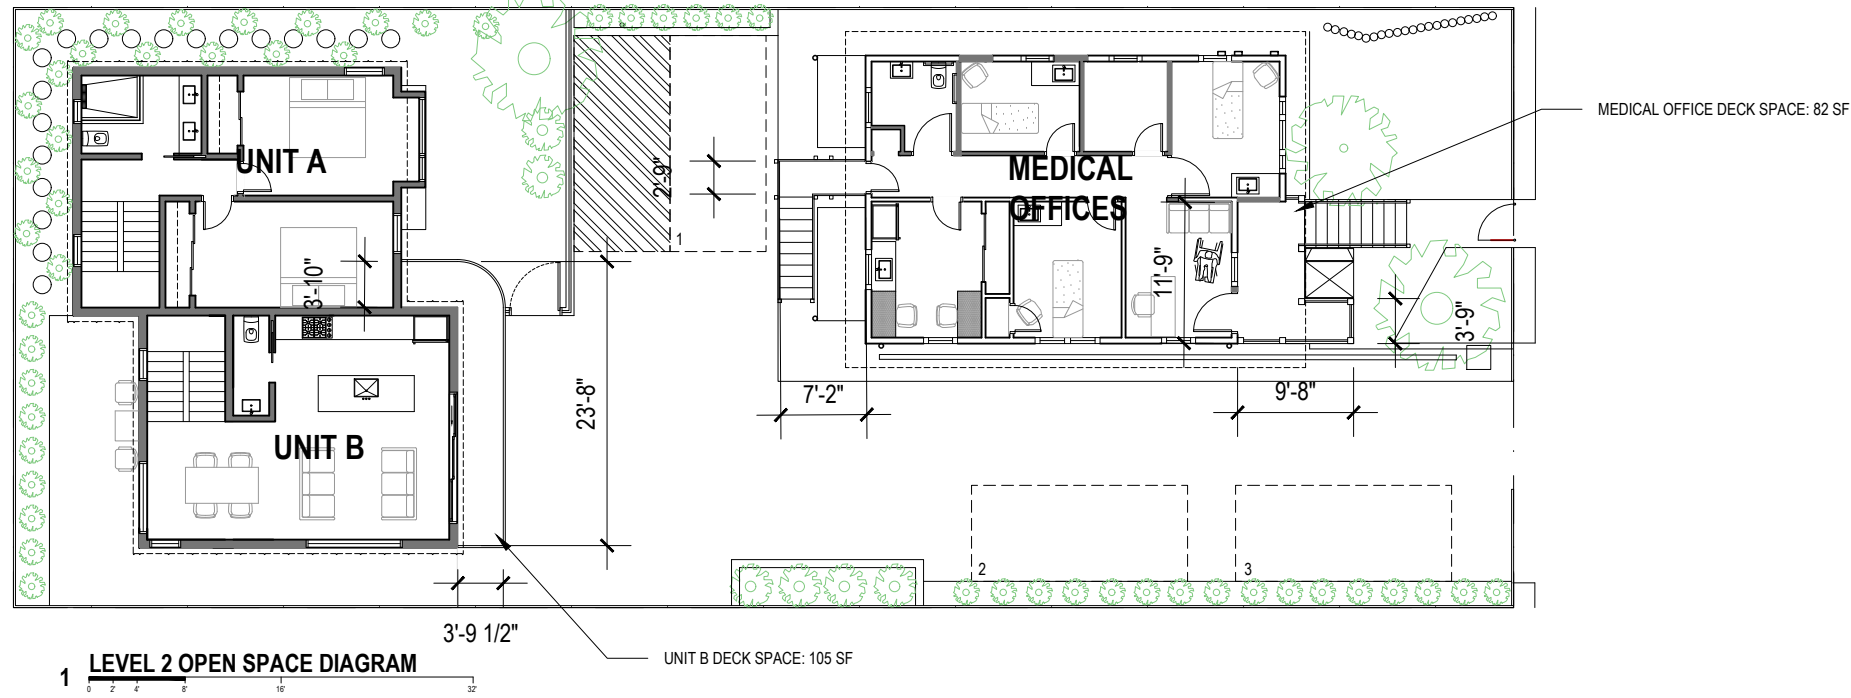 UNIT A
MEDICAL
OFFICES
MEDICAL OFFICE DECK SPACE: 82 SF
2'-9"
1
3'-10"
11'-9"
3'-9"
23'-8"
7'-2"
9'-8"
UNIT B
2
3
3'-9 1/2"
UNIT B DECK SPACE: 105 SF
1 LEVEL 2 OPEN SPACE DIAGRAM
0 2' 4' 8' 16' 32'